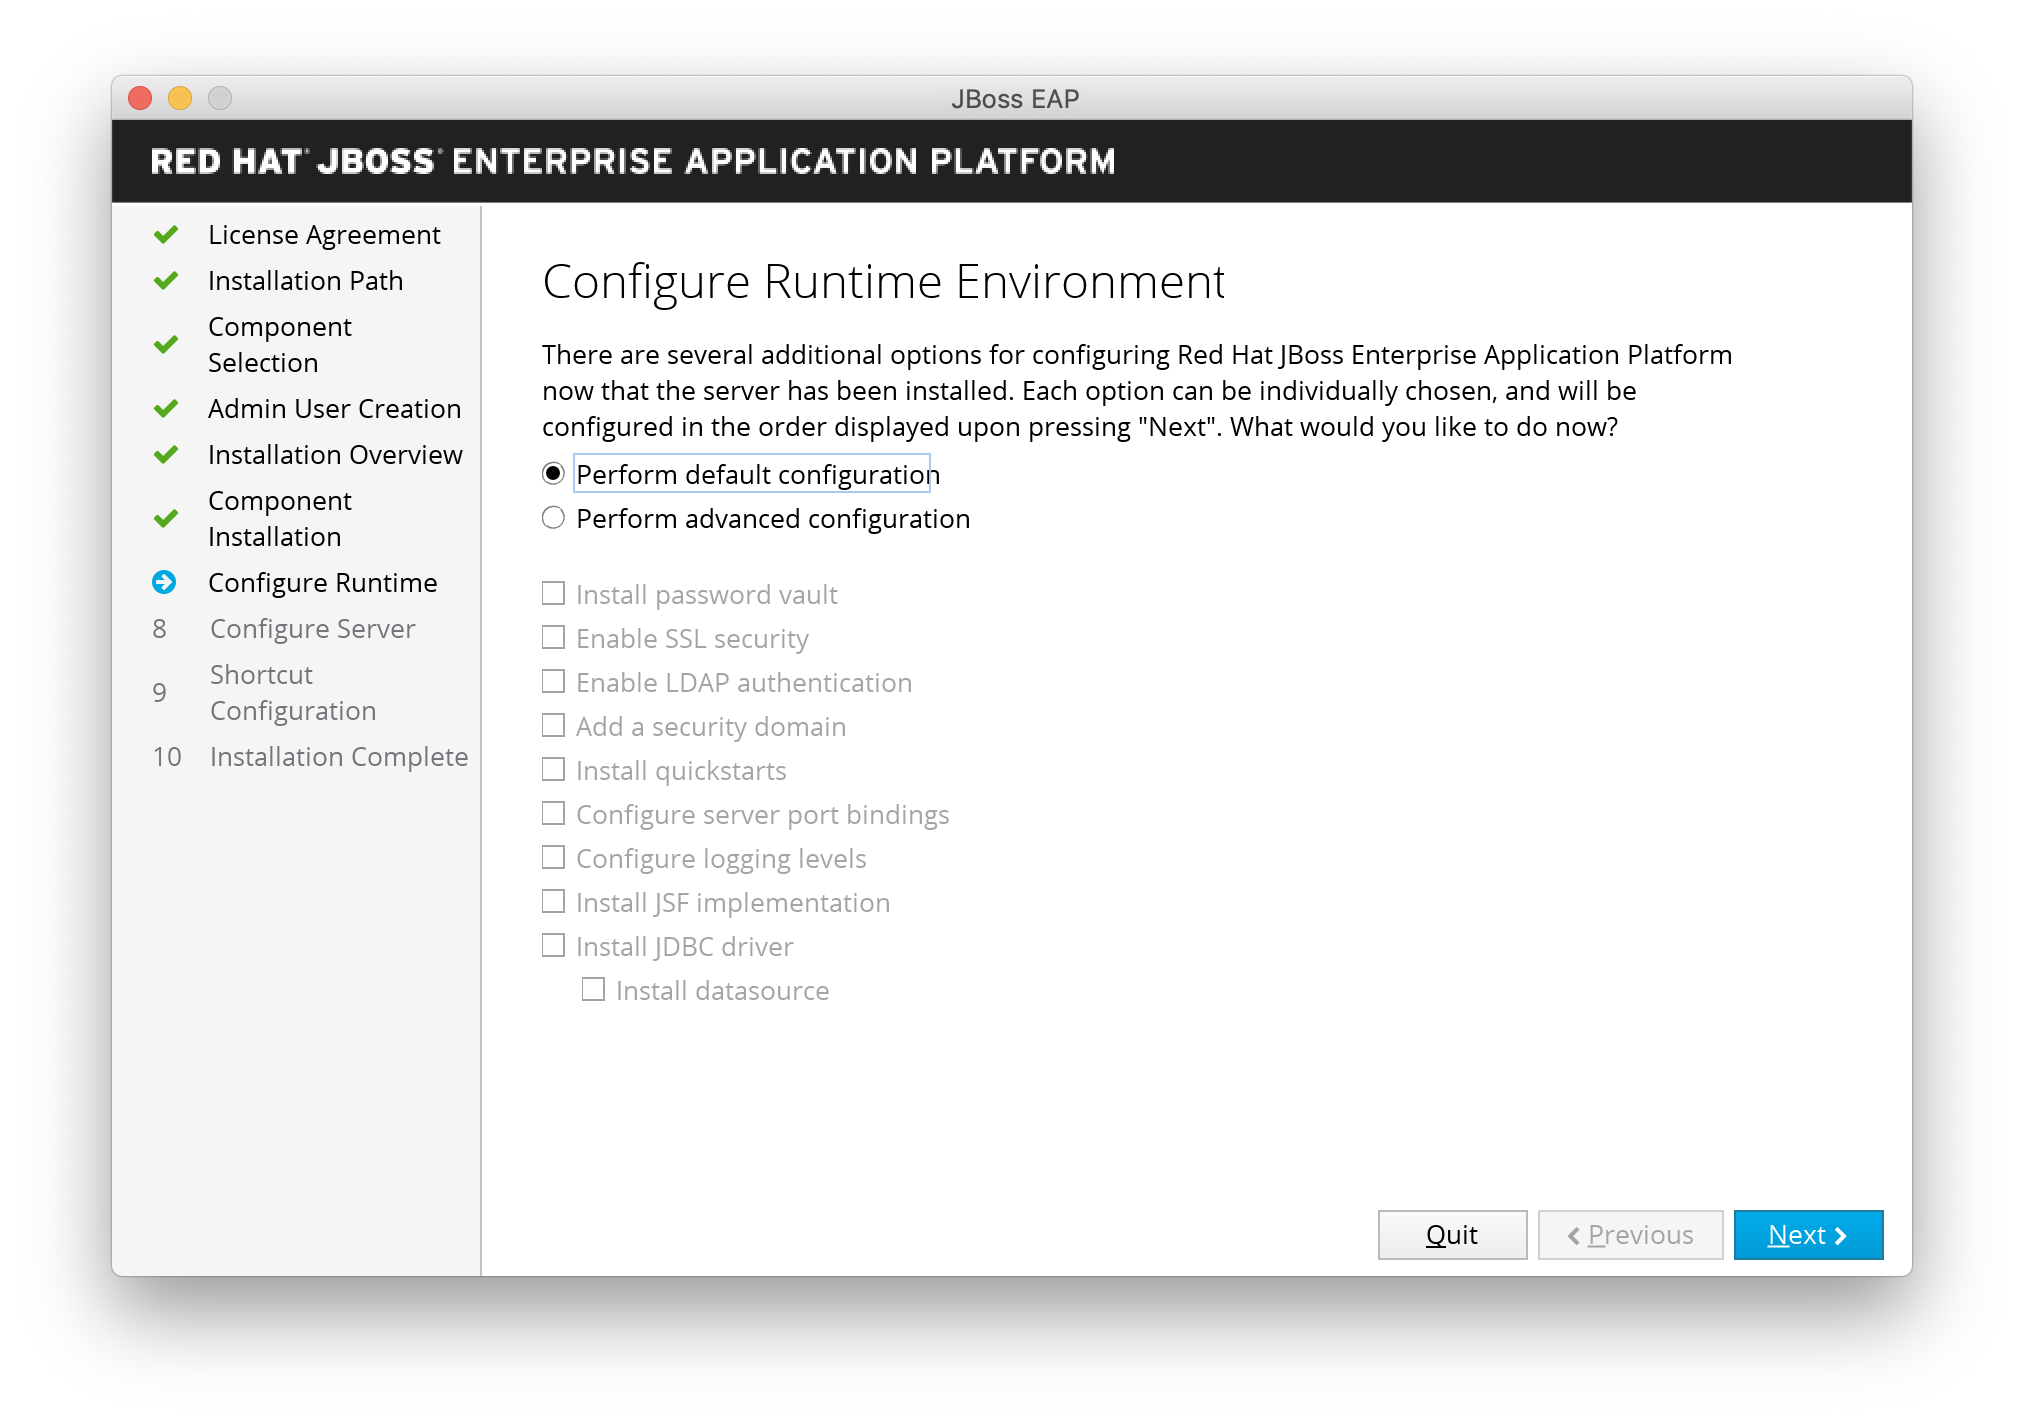 JBoss EAP
RED HAT® JBOSS® ENTERPRISE APPLICATION PLATFORM
License Agreement
Installation Path
Component
Selection
Admin User Creation
Installation Overview
Component
Installation
Configure Runtime
8 Configure Server
9 Shortcut
Configuration
10 Installation Complete
Configure Runtime Environment
There are several additional options for configuring Red Hat JBoss Enterprise Application Platform
now that the server has been installed. Each option can be individually chosen, and will be
configured in the order displayed upon pressing "Next". What would you like to do now?
Perform default configuration
Perform advanced configuration
Install password vault
Enable SSL security
Enable LDAP authentication
Add a security domain
Install quickstarts
Configure server port bindings
Configure logging levels
Install JSF implementation
Install JDBC driver
Install datasource
Quit
Previous
Next